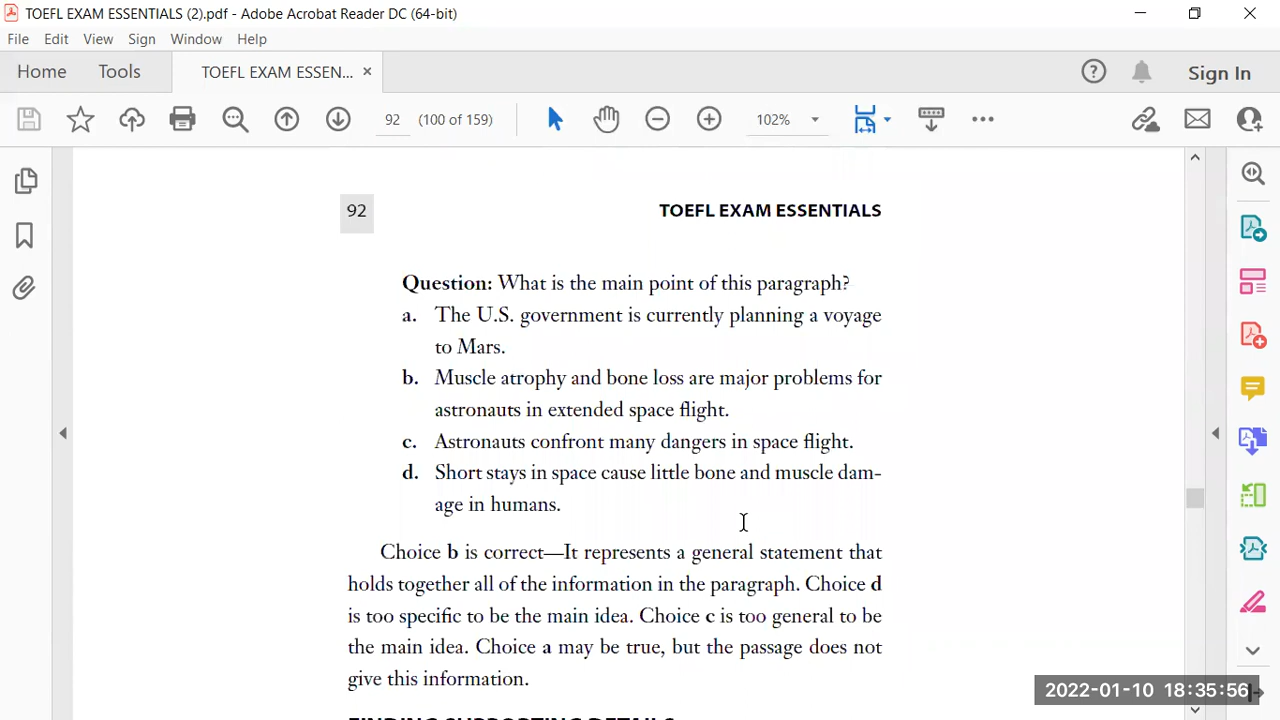 TOEFL EXAM ESSENTIALS (2).pdf - Adobe Acrobat Reader DC (64-bit)
File Edit View Sign Window Help
Home Tools TOEFL EXAM ESSEN... × Sign In
92 (100 of 159) 102%
92 TOEFL EXAM ESSENTIALS
Question: What is the main point of this paragraph?
a. The U.S. government is currently planning a voyage
to Mars.
b. Muscle atrophy and bone loss are major problems for
astronauts in extended space flight.
c. Astronauts confront many dangers in space flight.
d. Short stays in space cause little bone and muscle dam-
age in humans.
Choice b is correct—It represents a general statement that
holds together all of the information in the paragraph. Choice d
is too specific to be the main idea. Choice c is too general to be
the main idea. Choice a may be true, but the passage does not
give this information.
FINDING SUPPORTING DETAILS
2022-01-10 18:35:56